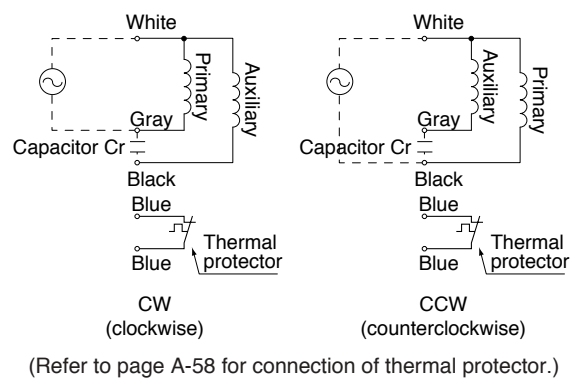 White
Primary
Auxiliary
Gray
Capacitor Cr
Black
Blue
Blue
Thermal
protector
CW
(clockwise)
White
Auxiliary
Primary
Gray
Capacitor Cr
Black
Blue
Blue
Thermal
protector
CCW
(counterclockwise)
(Refer to page A-58 for connection of thermal protector.)